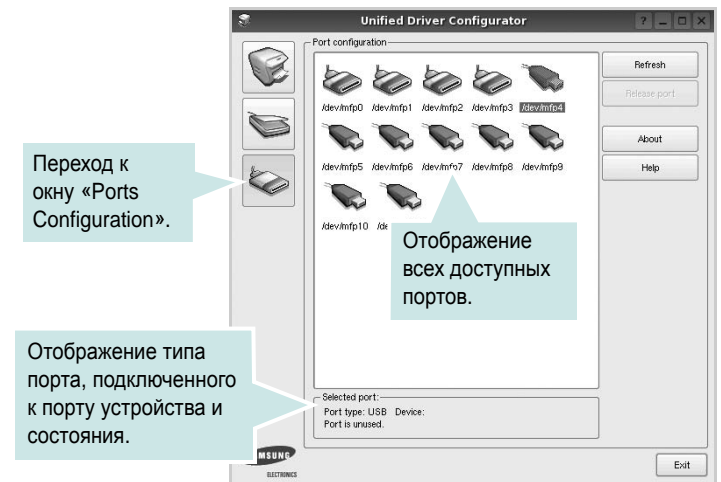 Unified Driver Configurator
Port configuration
/dev/mfp0 /dev/mfp1 /dev/mfp2 /dev/mfp3 /dev/mfp4
Refresh
Release port
/dev/mfp5 /dev/mfp6 /dev/mfp7 /dev/mfp8 /dev/mfp9
About
Help
/dev/mfp10
Переход к
окну «Ports
Configuration».
Отображение
всех доступных
портов.
Отображение типа
порта, подключенного
к порту устройства и
состояния.
Selected port:
Port type: USB Device:
Port is unused.
MSUNG
ELECTRONICS
Exit